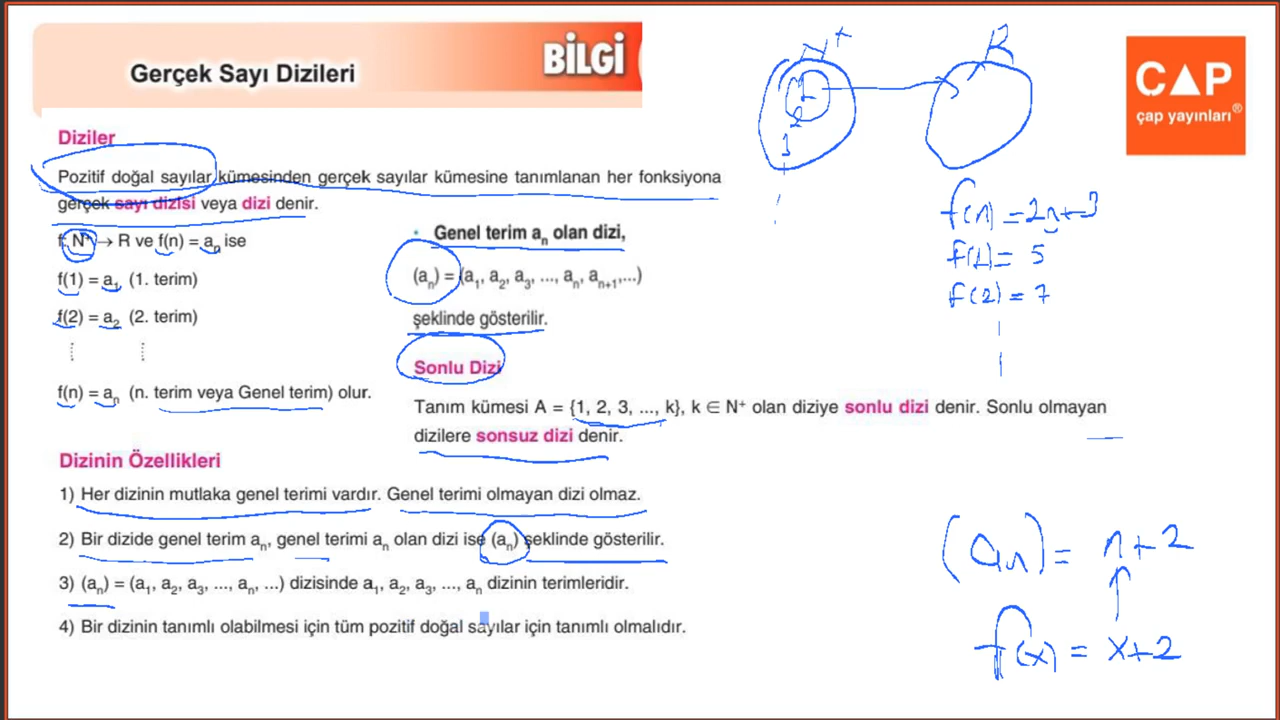 Gerçek Sayı Dizileri
BİLGİ
CAP
çap yayınları®
Diziler
Pozitif doğal sayılar kümesinden gerçek sayılar kümesine tanımlanan her fonksiyona
gerçek sayı dizisi veya dizi denir.
f: N⁺ → R ve f(n) = aₙ ise
f(1) = a₁ (1. terim)
f(2) = a₂ (2. terim)
f(n) = aₙ (n. terim veya Genel terim) olur.
• Genel terim aₙ olan dizi,
(aₙ) = (a₁, a₂, a₃, ..., aₙ, aₙ₊₁,...)
şeklinde gösterilir.
Sonlu Dizi
Tanım kümesi A = {1, 2, 3, ..., k}, k ∈ N⁺ olan diziye sonlu dizi denir. Sonlu olmayan
dizilere sonsuz dizi denir.
Dizinin Özellikleri
1) Her dizinin mutlaka genel terimi vardır. Genel terimi olmayan dizi olmaz.
2) Bir dizide genel terim aₙ, genel terimi aₙ olan dizi ise (aₙ) şeklinde gösterilir.
3) (aₙ) = (a₁, a₂, a₃, ..., aₙ, ...) dizisinde a₁, a₂, a₃, ..., aₙ dizinin terimleridir.
4) Bir dizinin tanımlı olabilmesi için tüm pozitif doğal sayılar için tanımlı olmalıdır.
N⁺
R
1
2
3
f(n) = 2n+3
f(1) = 5
f(2) = 7
(an) = n+2
f(x) = x+2